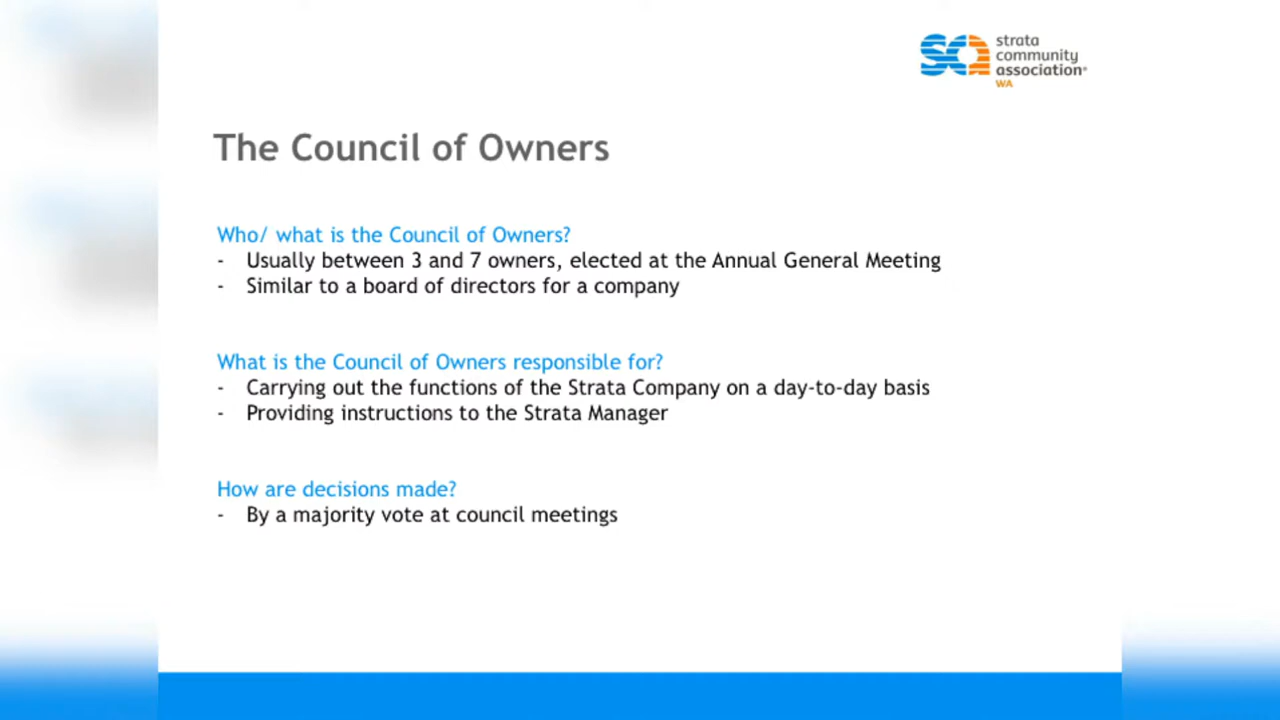 SCA
strata
community
association
WA
The Council of Owners
Who/ what is the Council of Owners?
- Usually between 3 and 7 owners, elected at the Annual General Meeting
- Similar to a board of directors for a company
What is the Council of Owners responsible for?
- Carrying out the functions of the Strata Company on a day-to-day basis
- Providing instructions to the Strata Manager
How are decisions made?
- By a majority vote at council meetings